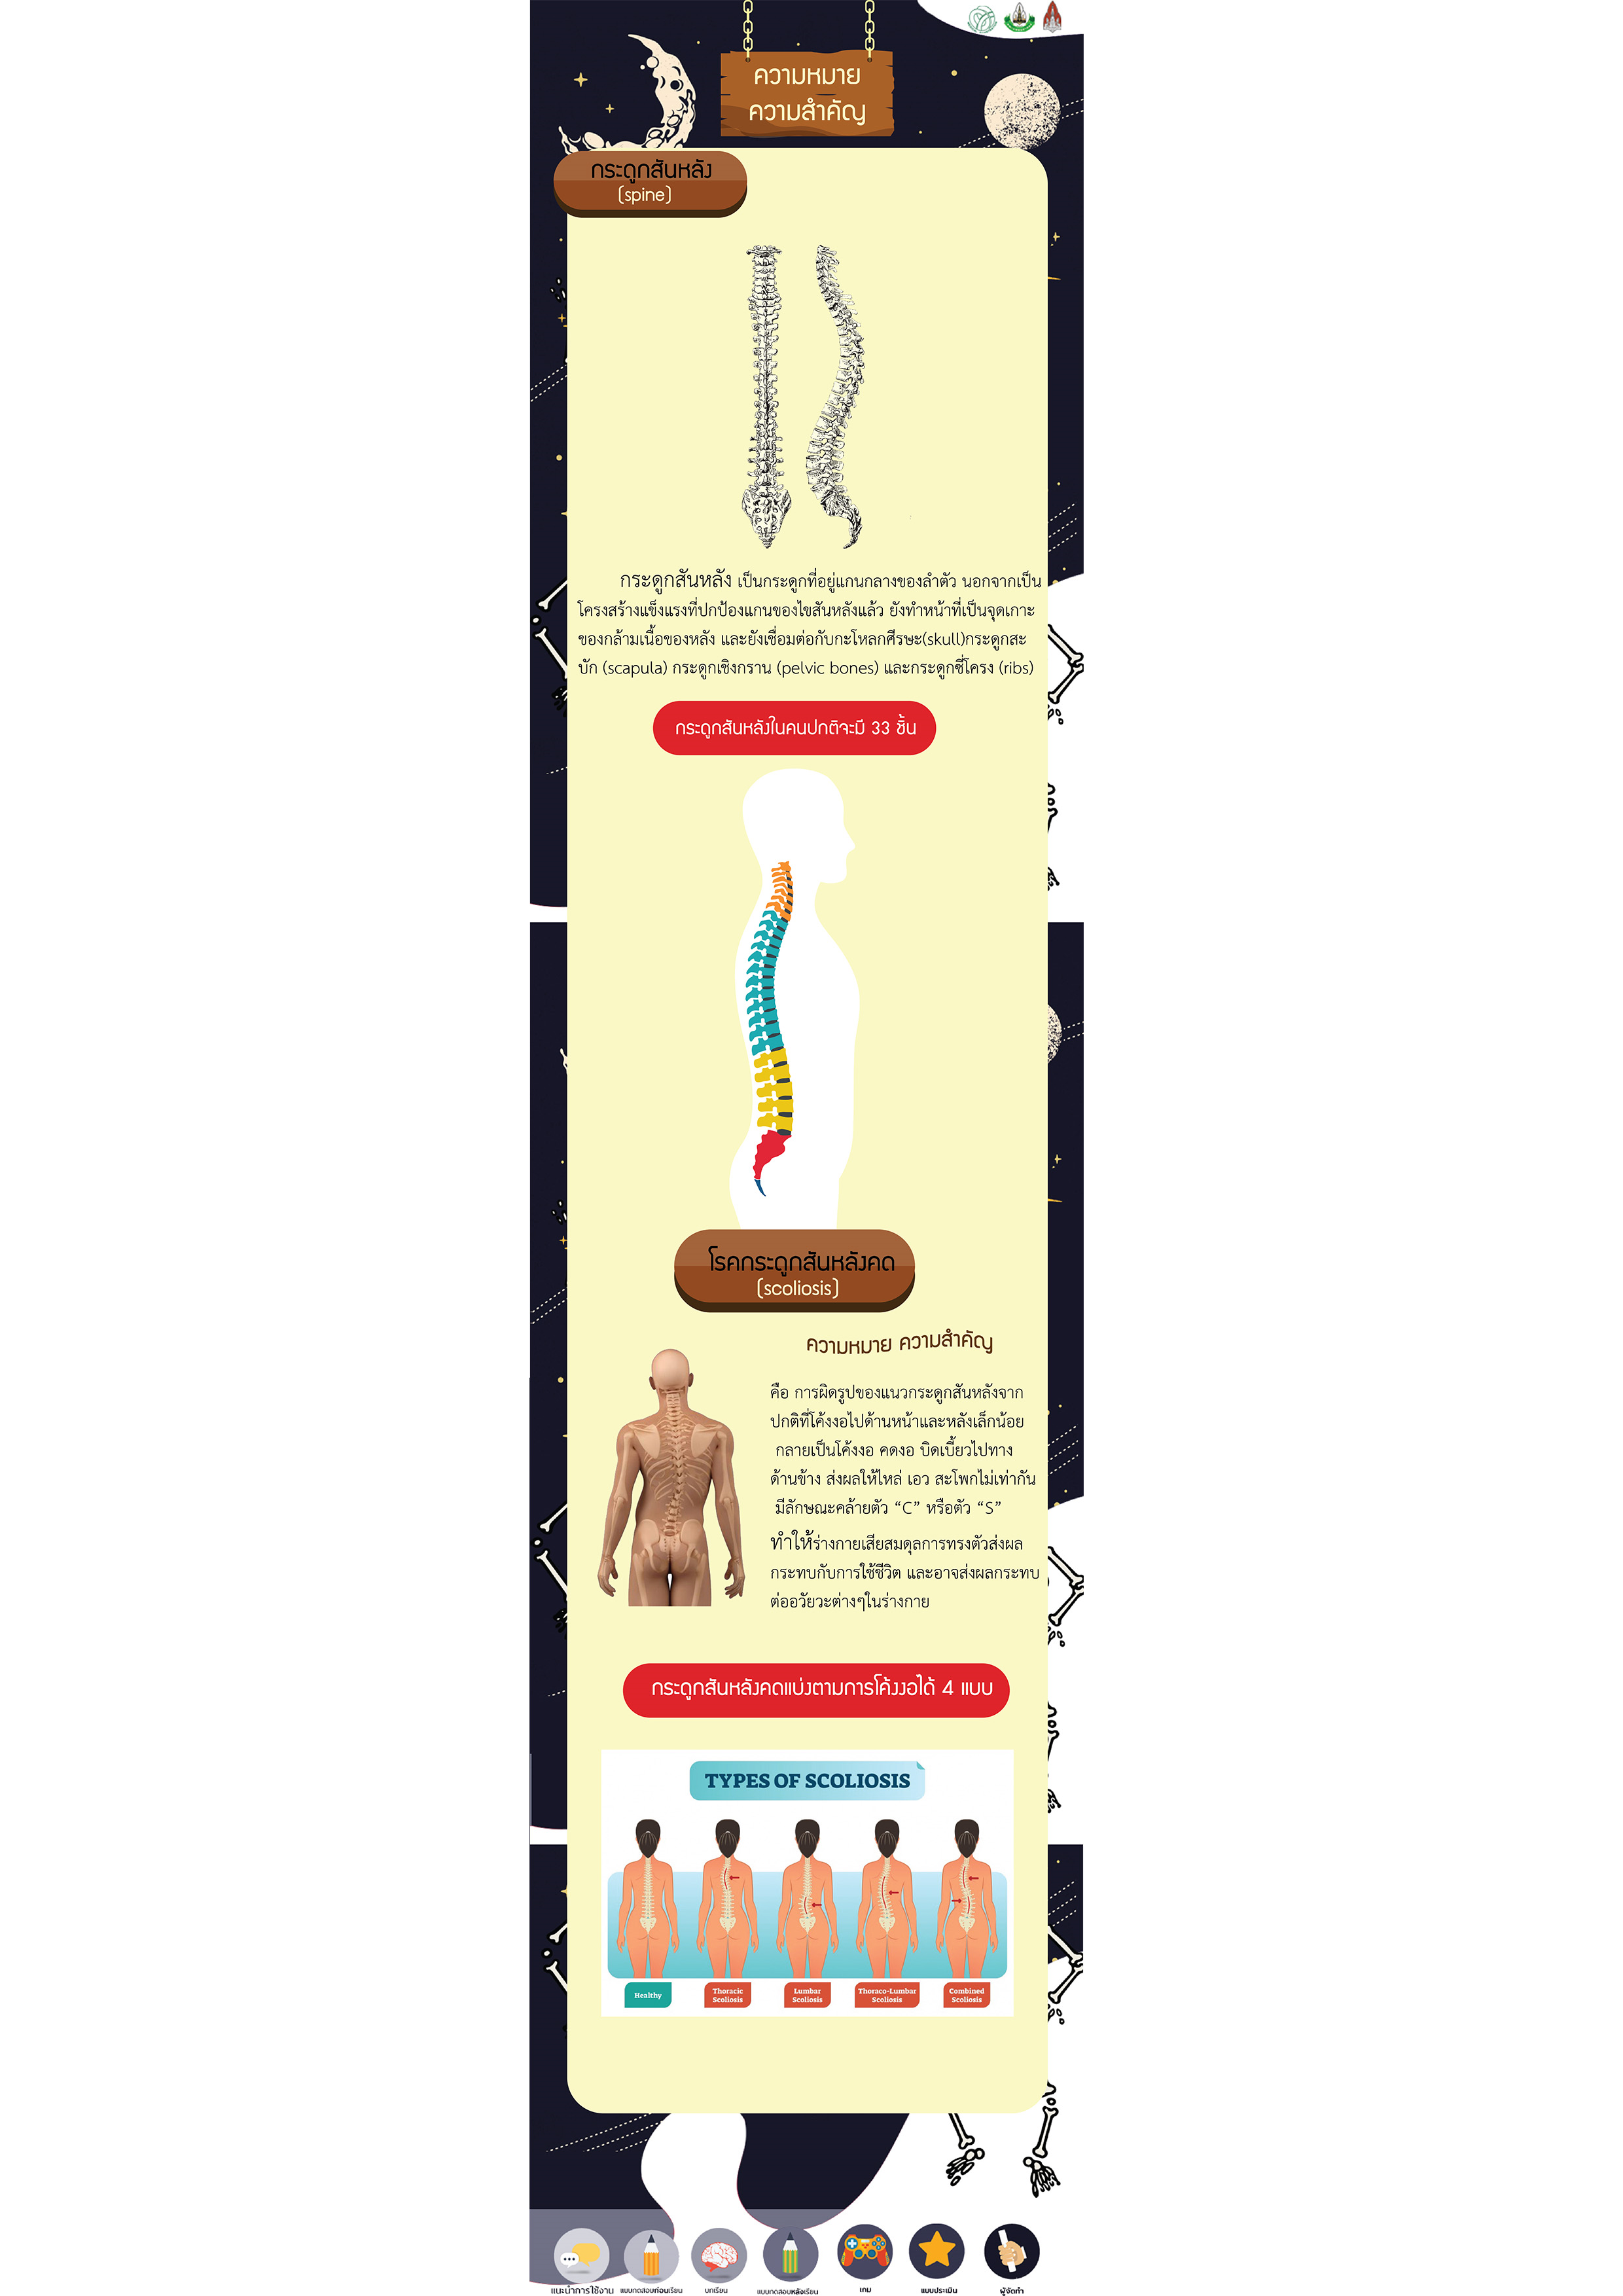 ความหมาย
ความสำคัญ
กระดูกสันหลัง
(spine)
กระดูกสันหลัง เป็นกระดูกที่อยู่แกนกลางของลำตัว นอกจากเป็น
โครงสร้างแข็งแรงที่ปกป้องแกนของไขสันหลังแล้ว ยังทำหน้าที่เป็นจุดเกาะ
ของกล้ามเนื้อของหลัง และยังเชื่อมต่อกับกะโหลกศีรษะ(skull)กระดูกสะ
บัก (scapula) กระดูกเชิงกราน (pelvic bones) และกระดูกซี่โครง (ribs)
กระดูกสันหลังในคนปกติจะมี 33 ชิ้น
โรคกระดูกสันหลังคด
(scoliosis)
ความหมาย ความสำคัญ
คือ การผิดรูปของแนวกระดูกสันหลังจาก
ปกติที่โค้งงอไปด้านหน้าและหลังเล็กน้อย
กลายเป็นโค้งงอ คดงอ บิดเบี้ยวไปทาง
ด้านข้าง ส่งผลให้ไหล่ เอว สะโพกไม่เท่ากัน
มีลักษณะคล้ายตัว “C” หรือตัว “S”
ทำให้ร่างกายเสียสมดุลการทรงตัวส่งผล
กระทบกับการใช้ชีวิต และอาจส่งผลกระทบ
ต่ออวัยวะต่างๆในร่างกาย
กระดูกสันหลังคดแบ่งตามการโค้งงอได้ 4 แบบ
TYPES OF SCOLIOSIS
Healthy
Thoracic
Scoliosis
Lumbar
Scoliosis
Thoraco-Lumbar
Scoliosis
Combined
Scoliosis
แนะนำการใช้งาน
แบบทดสอบก่อนเรียน
บทเรียน
แบบทดสอบหลังเรียน
เกม
แบบประเมิน
ผู้จัดทำ